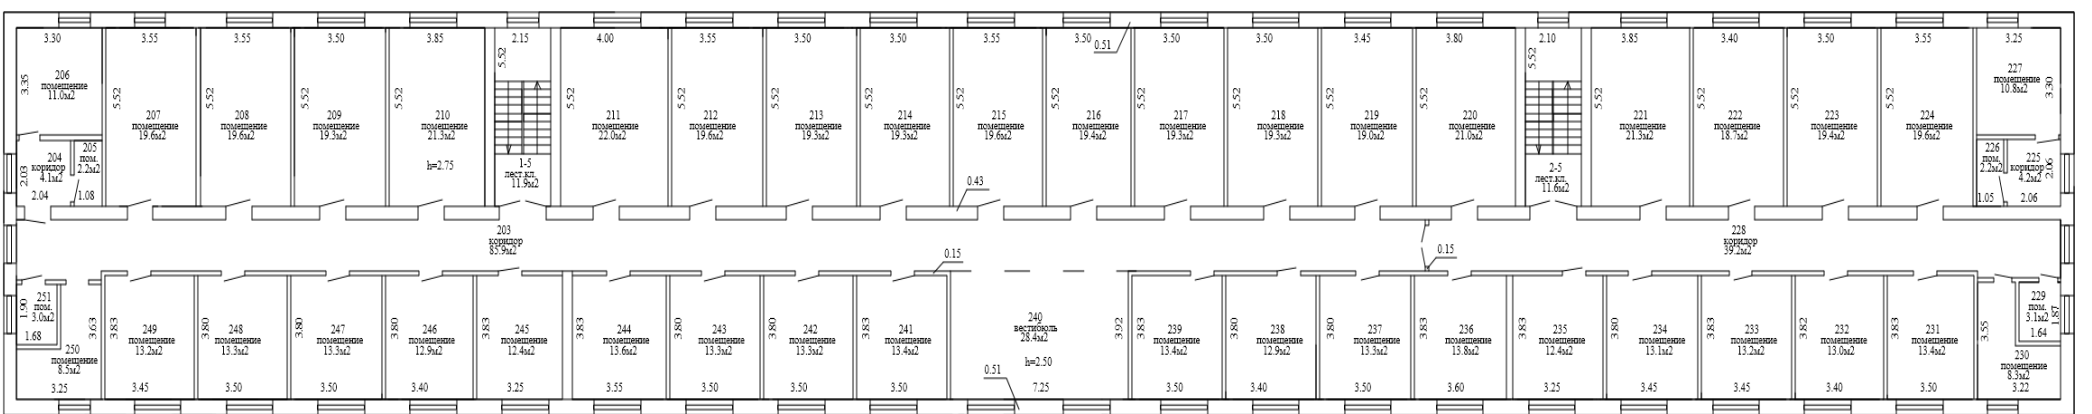 3.30 3.55 3.55 3.50 3.85 2.15 4.00 3.55 3.50 3.50 3.55 3.50 3.50 3.50 3.45 3.80 2.10 3.85 3.40 3.50 3.55 3.25
0.51
3.35 5.52 5.52 5.52 5.52 5.52 5.52 5.52 5.52 5.52 5.52 5.52 5.52 5.52 5.52 5.52 5.52 5.52 5.52 5.52 5.52 3.30
206
помещение
11.0м2
207
помещение
19.6м2
208
помещение
19.6м2
209
помещение
19.3м2
210
помещение
21.3м2
h=2.75
1-5
лест.кл.
11.9м2
211
помещение
22.0м2
212
помещение
19.6м2
213
помещение
19.3м2
214
помещение
19.3м2
215
помещение
19.6м2
216
помещение
19.4м2
217
помещение
19.3м2
218
помещение
19.3м2
219
помещение
19.0м2
220
помещение
21.0м2
2-5
лест.кл.
11.6м2
221
помещение
21.3м2
222
помещение
18.7м2
223
помещение
19.4м2
224
помещение
19.6м2
227
помещение
10.8м2
204
коридор
4.1м2
2.03
2.04
205
пом.
2.2м2
1.08
0.43
226
пом.
2.2м2
1.05
225
коридор
4.2м2
2.06
2.06
203
коридор
85.9м2
0.15
0.15
228
коридор
39.2м2
251
пом.
3.0м2
1.90
1.68
250
помещение
8.5м2
3.63
3.25
249
помещение
13.2м2
3.83
3.45
248
помещение
13.3м2
3.80
3.50
247
помещение
13.3м2
3.80
3.50
246
помещение
12.9м2
3.80
3.40
245
помещение
12.4м2
3.83
3.25
244
помещение
13.6м2
3.83
3.55
243
помещение
13.3м2
3.80
3.50
242
помещение
13.3м2
3.80
3.50
241
помещение
13.4м2
3.83
3.50
240
вестибюль
28.4м2
h=2.50
3.92
7.25
0.51
239
помещение
13.4м2
3.83
3.50
238
помещение
12.9м2
3.80
3.40
237
помещение
13.3м2
3.80
3.50
236
помещение
13.8м2
3.83
3.60
235
помещение
12.4м2
3.83
3.25
234
помещение
13.1м2
3.80
3.45
233
помещение
13.2м2
3.83
3.45
232
помещение
13.0м2
3.82
3.40
231
помещение
13.4м2
3.83
3.50
229
пом.
3.1м2
1.87
1.64
230
помещение
8.3м2
3.55
3.22